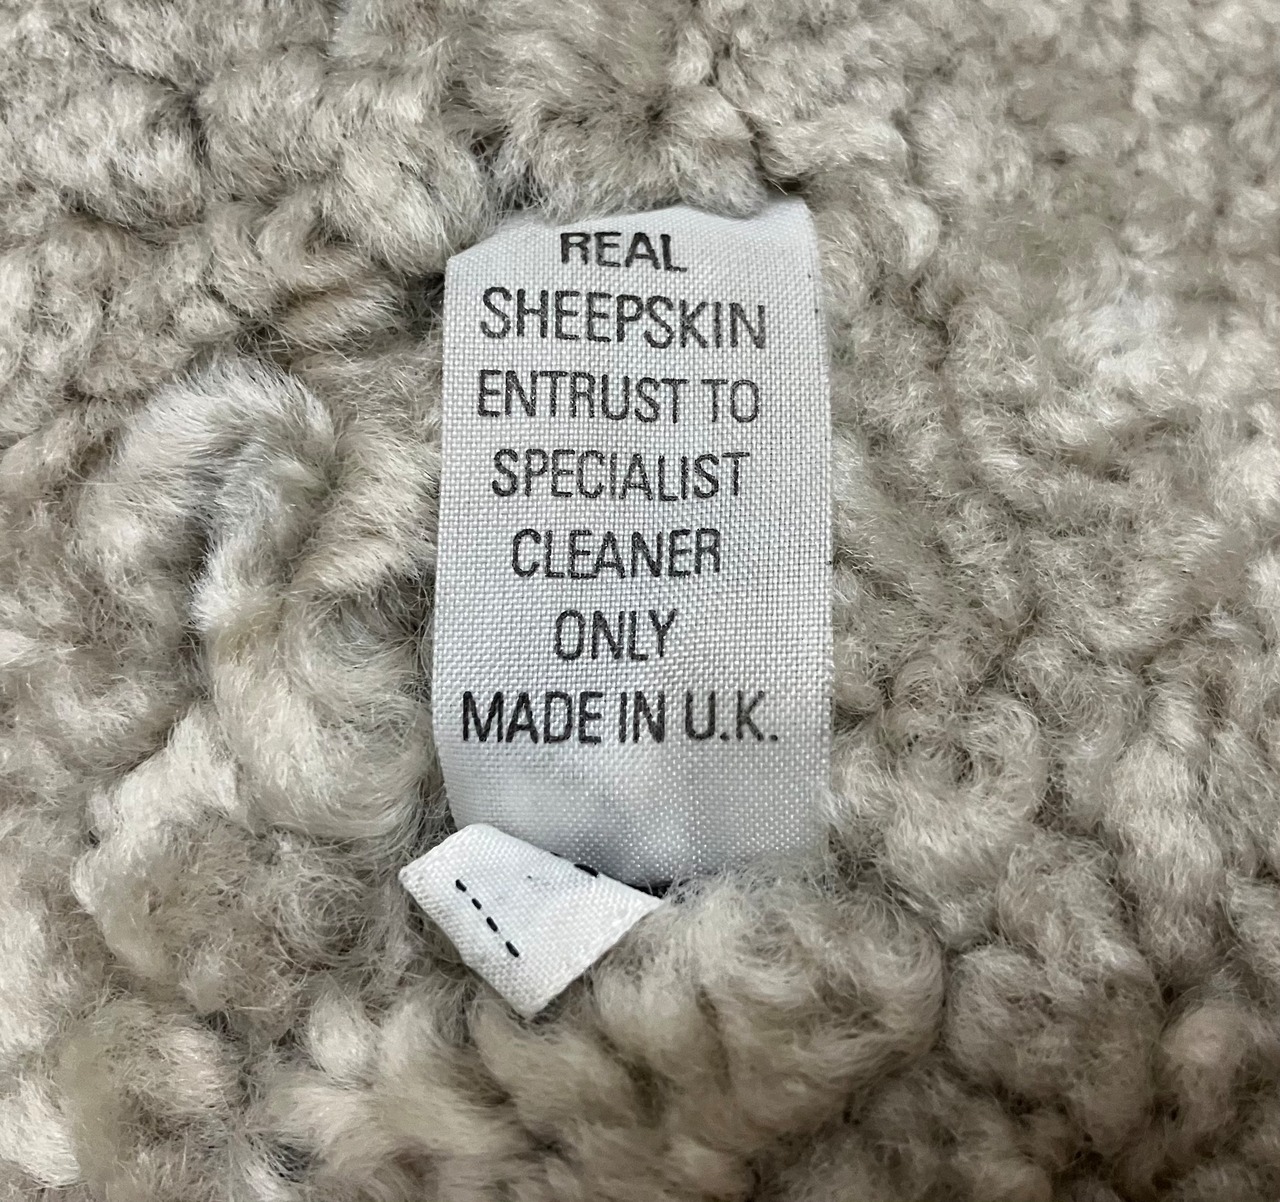 REAL
SHEEPSKIN
ENTRUST TO
SPECIALIST
CLEANER
ONLY
MADE IN U.K.